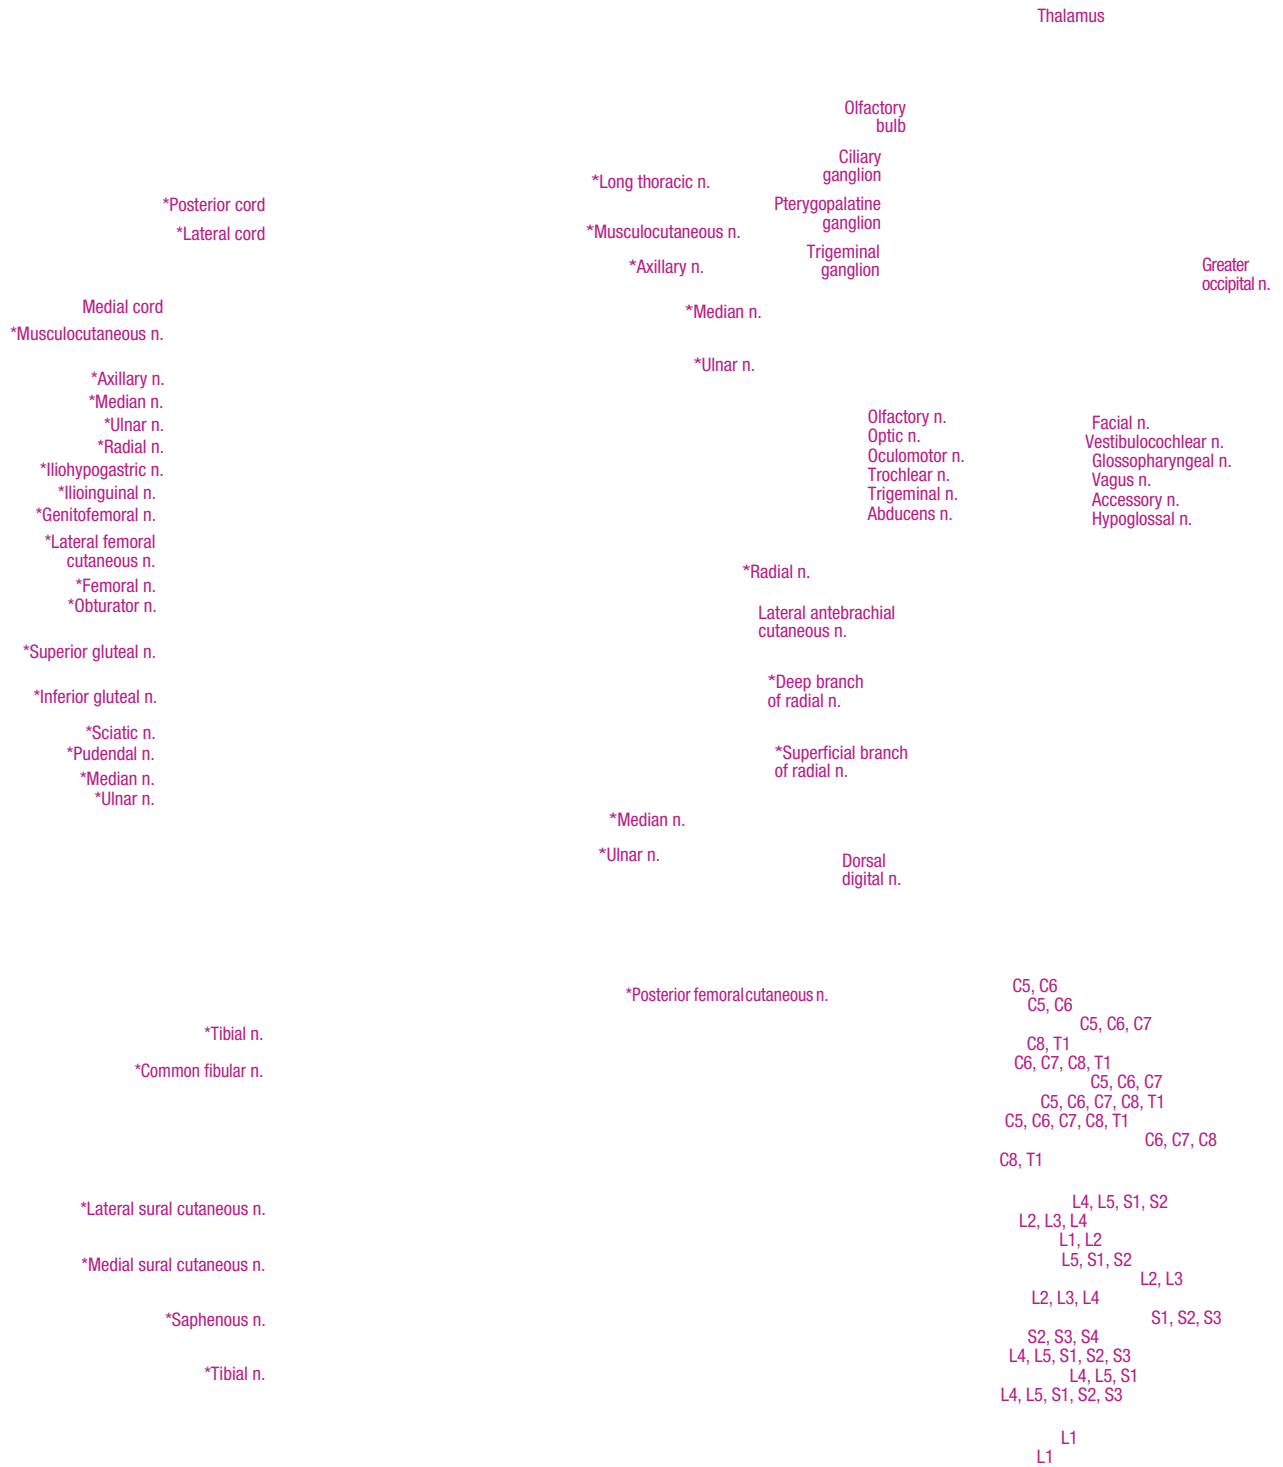 Thalamus
Olfactory
bulb
Ciliary
ganglion
Pterygopalatine
ganglion
Trigeminal
ganglion
Greater
occipital n.
*Posterior cord
*Lateral cord
Medial cord
*Musculocutaneous n.
*Axillary n.
*Median n.
*Ulnar n.
*Radial n.
*Iliohypogastric n.
*Ilioinguinal n.
*Genitofemoral n.
*Lateral femoral
cutaneous n.
*Femoral n.
*Obturator n.
*Superior gluteal n.
*Inferior gluteal n.
*Sciatic n.
*Pudendal n.
*Median n.
*Ulnar n.
*Long thoracic n.
*Musculocutaneous n.
*Axillary n.
*Median n.
*Ulnar n.
Olfactory n.
Optic n.
Oculomotor n.
Trochlear n.
Trigeminal n.
Abducens n.
Facial n.
Vestibulocochlear n.
Glossopharyngeal n.
Vagus n.
Accessory n.
Hypoglossal n.
*Radial n.
Lateral antebrachial
cutaneous n.
*Deep branch
of radial n.
*Superficial branch
of radial n.
*Median n.
*Ulnar n.
Dorsal
digital n.
*Posterior femoral cutaneous n.
*Tibial n.
*Common fibular n.
*Lateral sural cutaneous n.
*Medial sural cutaneous n.
*Saphenous n.
*Tibial n.
C5, C6
C5, C6
C5, C6, C7
C8, T1
C6, C7, C8, T1
C5, C6, C7
C5, C6, C7, C8, T1
C5, C6, C7, C8, T1
C6, C7, C8
C8, T1
L4, L5, S1, S2
L2, L3, L4
L1, L2
L5, S1, S2
L2, L3
L2, L3, L4
S1, S2, S3
S2, S3, S4
L4, L5, S1, S2, S3
L4, L5, S1
L4, L5, S1, S2, S3
L1
L1